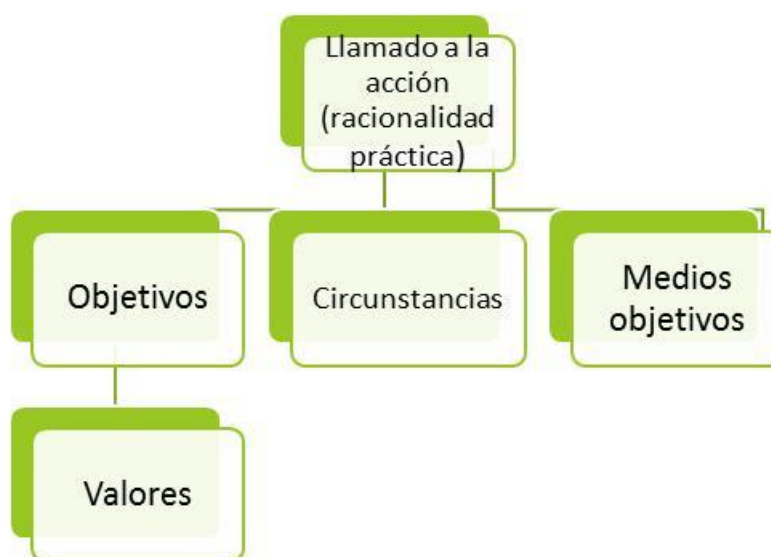 Llamado a la
acción
(racionalidad
práctica)
Objetivos
Circunstancias
Medios
objetivos
Valores